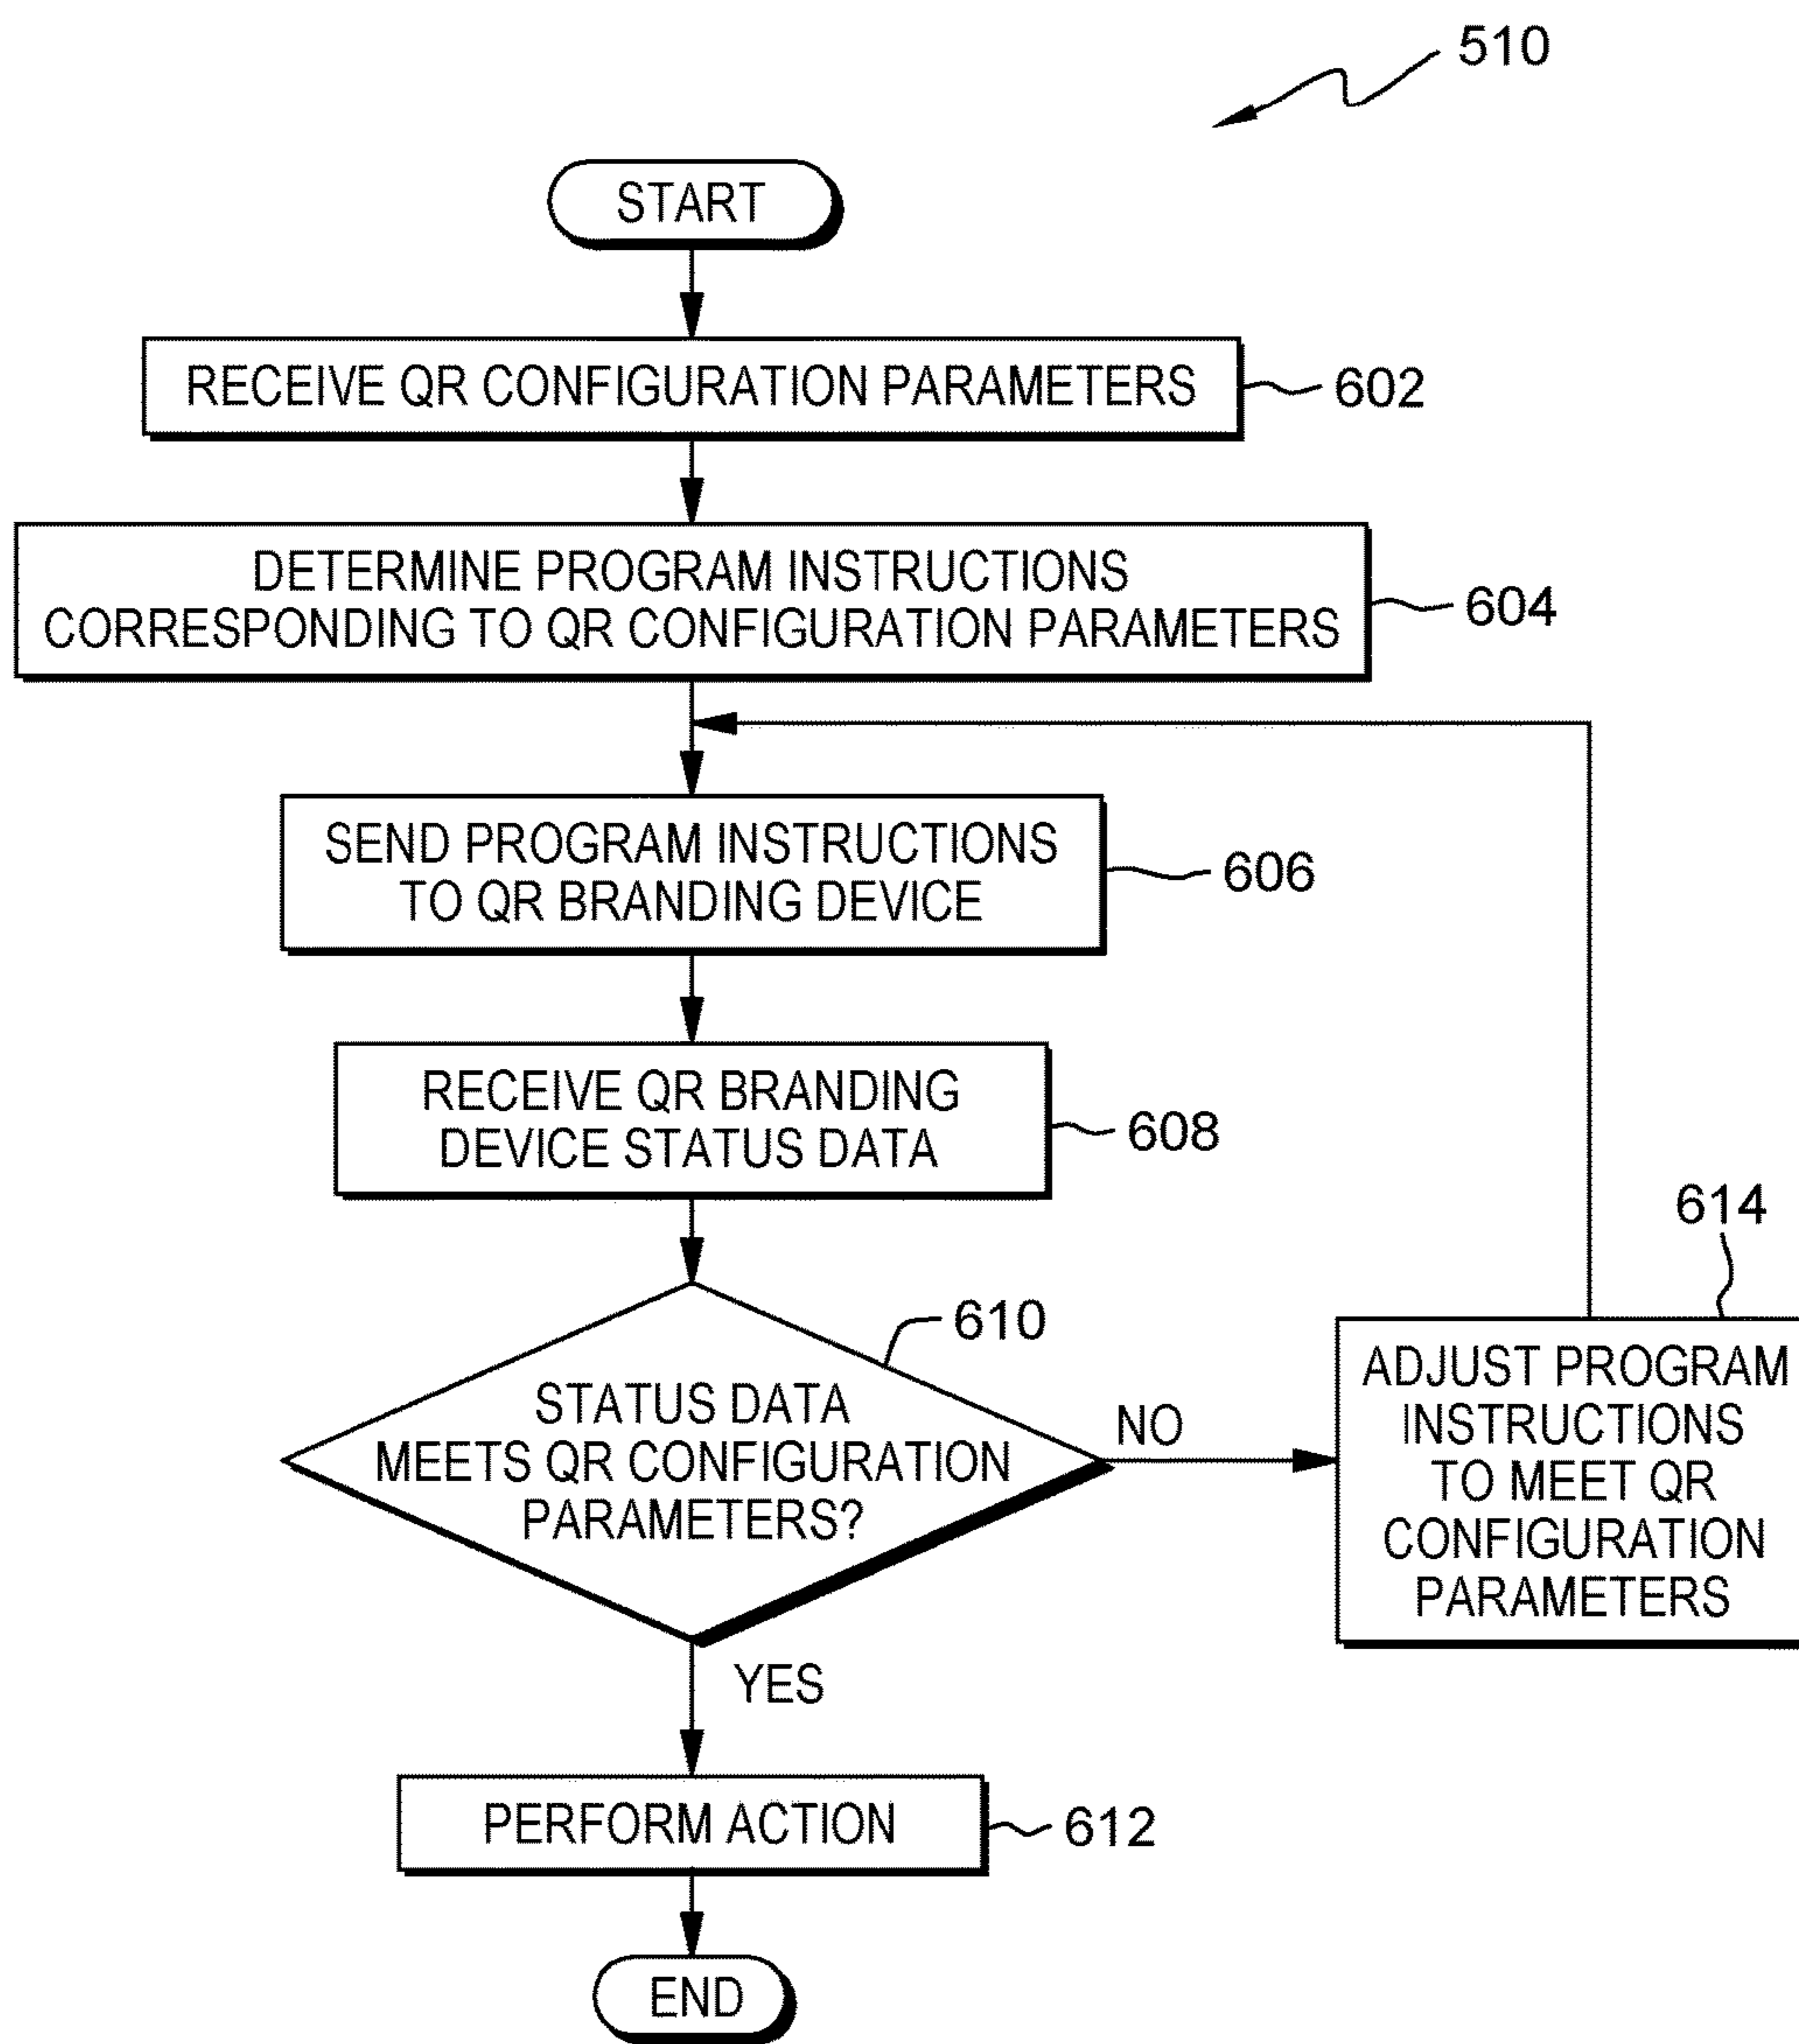 510
START
RECEIVE QR CONFIGURATION PARAMETERS
602
DETERMINE PROGRAM INSTRUCTIONS
CORRESPONDING TO QR CONFIGURATION PARAMETERS
604
SEND PROGRAM INSTRUCTIONS
TO QR BRANDING DEVICE
606
RECEIVE QR BRANDING
DEVICE STATUS DATA
608
610
STATUS DATA
MEETS QR CONFIGURATION
PARAMETERS?
NO
614
ADJUST PROGRAM
INSTRUCTIONS
TO MEET QR
CONFIGURATION
PARAMETERS
YES
PERFORM ACTION
612
END